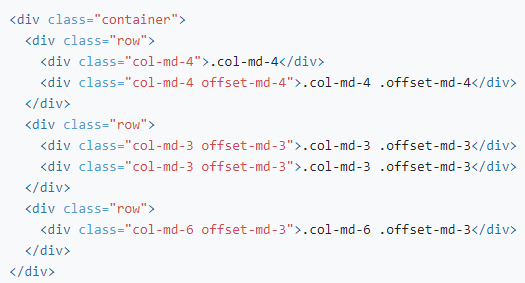 <div class="container">
  <div class="row">
    <div class="col-md-4">.col-md-4</div>
    <div class="col-md-4 offset-md-4">.col-md-4 .offset-md-4</div>
  </div>
  <div class="row">
    <div class="col-md-3 offset-md-3">.col-md-3 .offset-md-3</div>
    <div class="col-md-3 offset-md-3">.col-md-3 .offset-md-3</div>
  </div>
  <div class="row">
    <div class="col-md-6 offset-md-3">.col-md-6 .offset-md-3</div>
  </div>
</div>